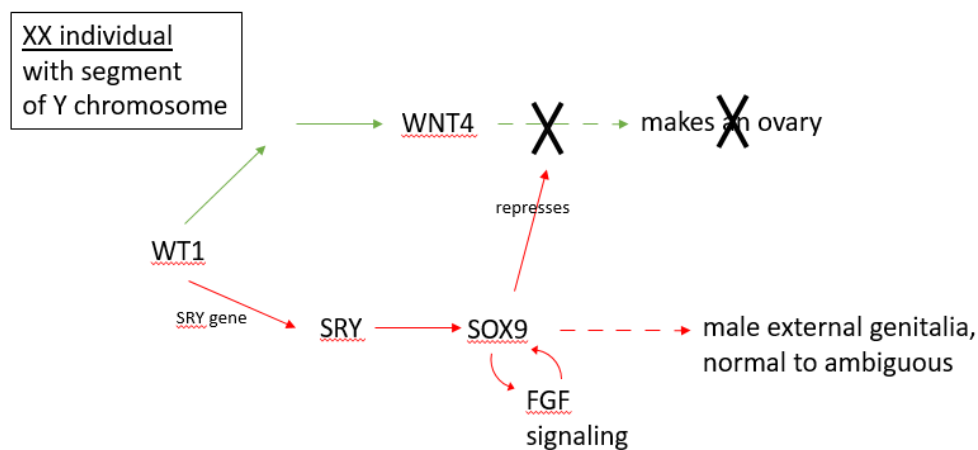 XX individual
with segment
of Y chromosome
WNT4
makes an ovary
represses
WT1
SRY gene
SRY
SOX9
male external genitalia,
normal to ambiguous
FGF
signaling